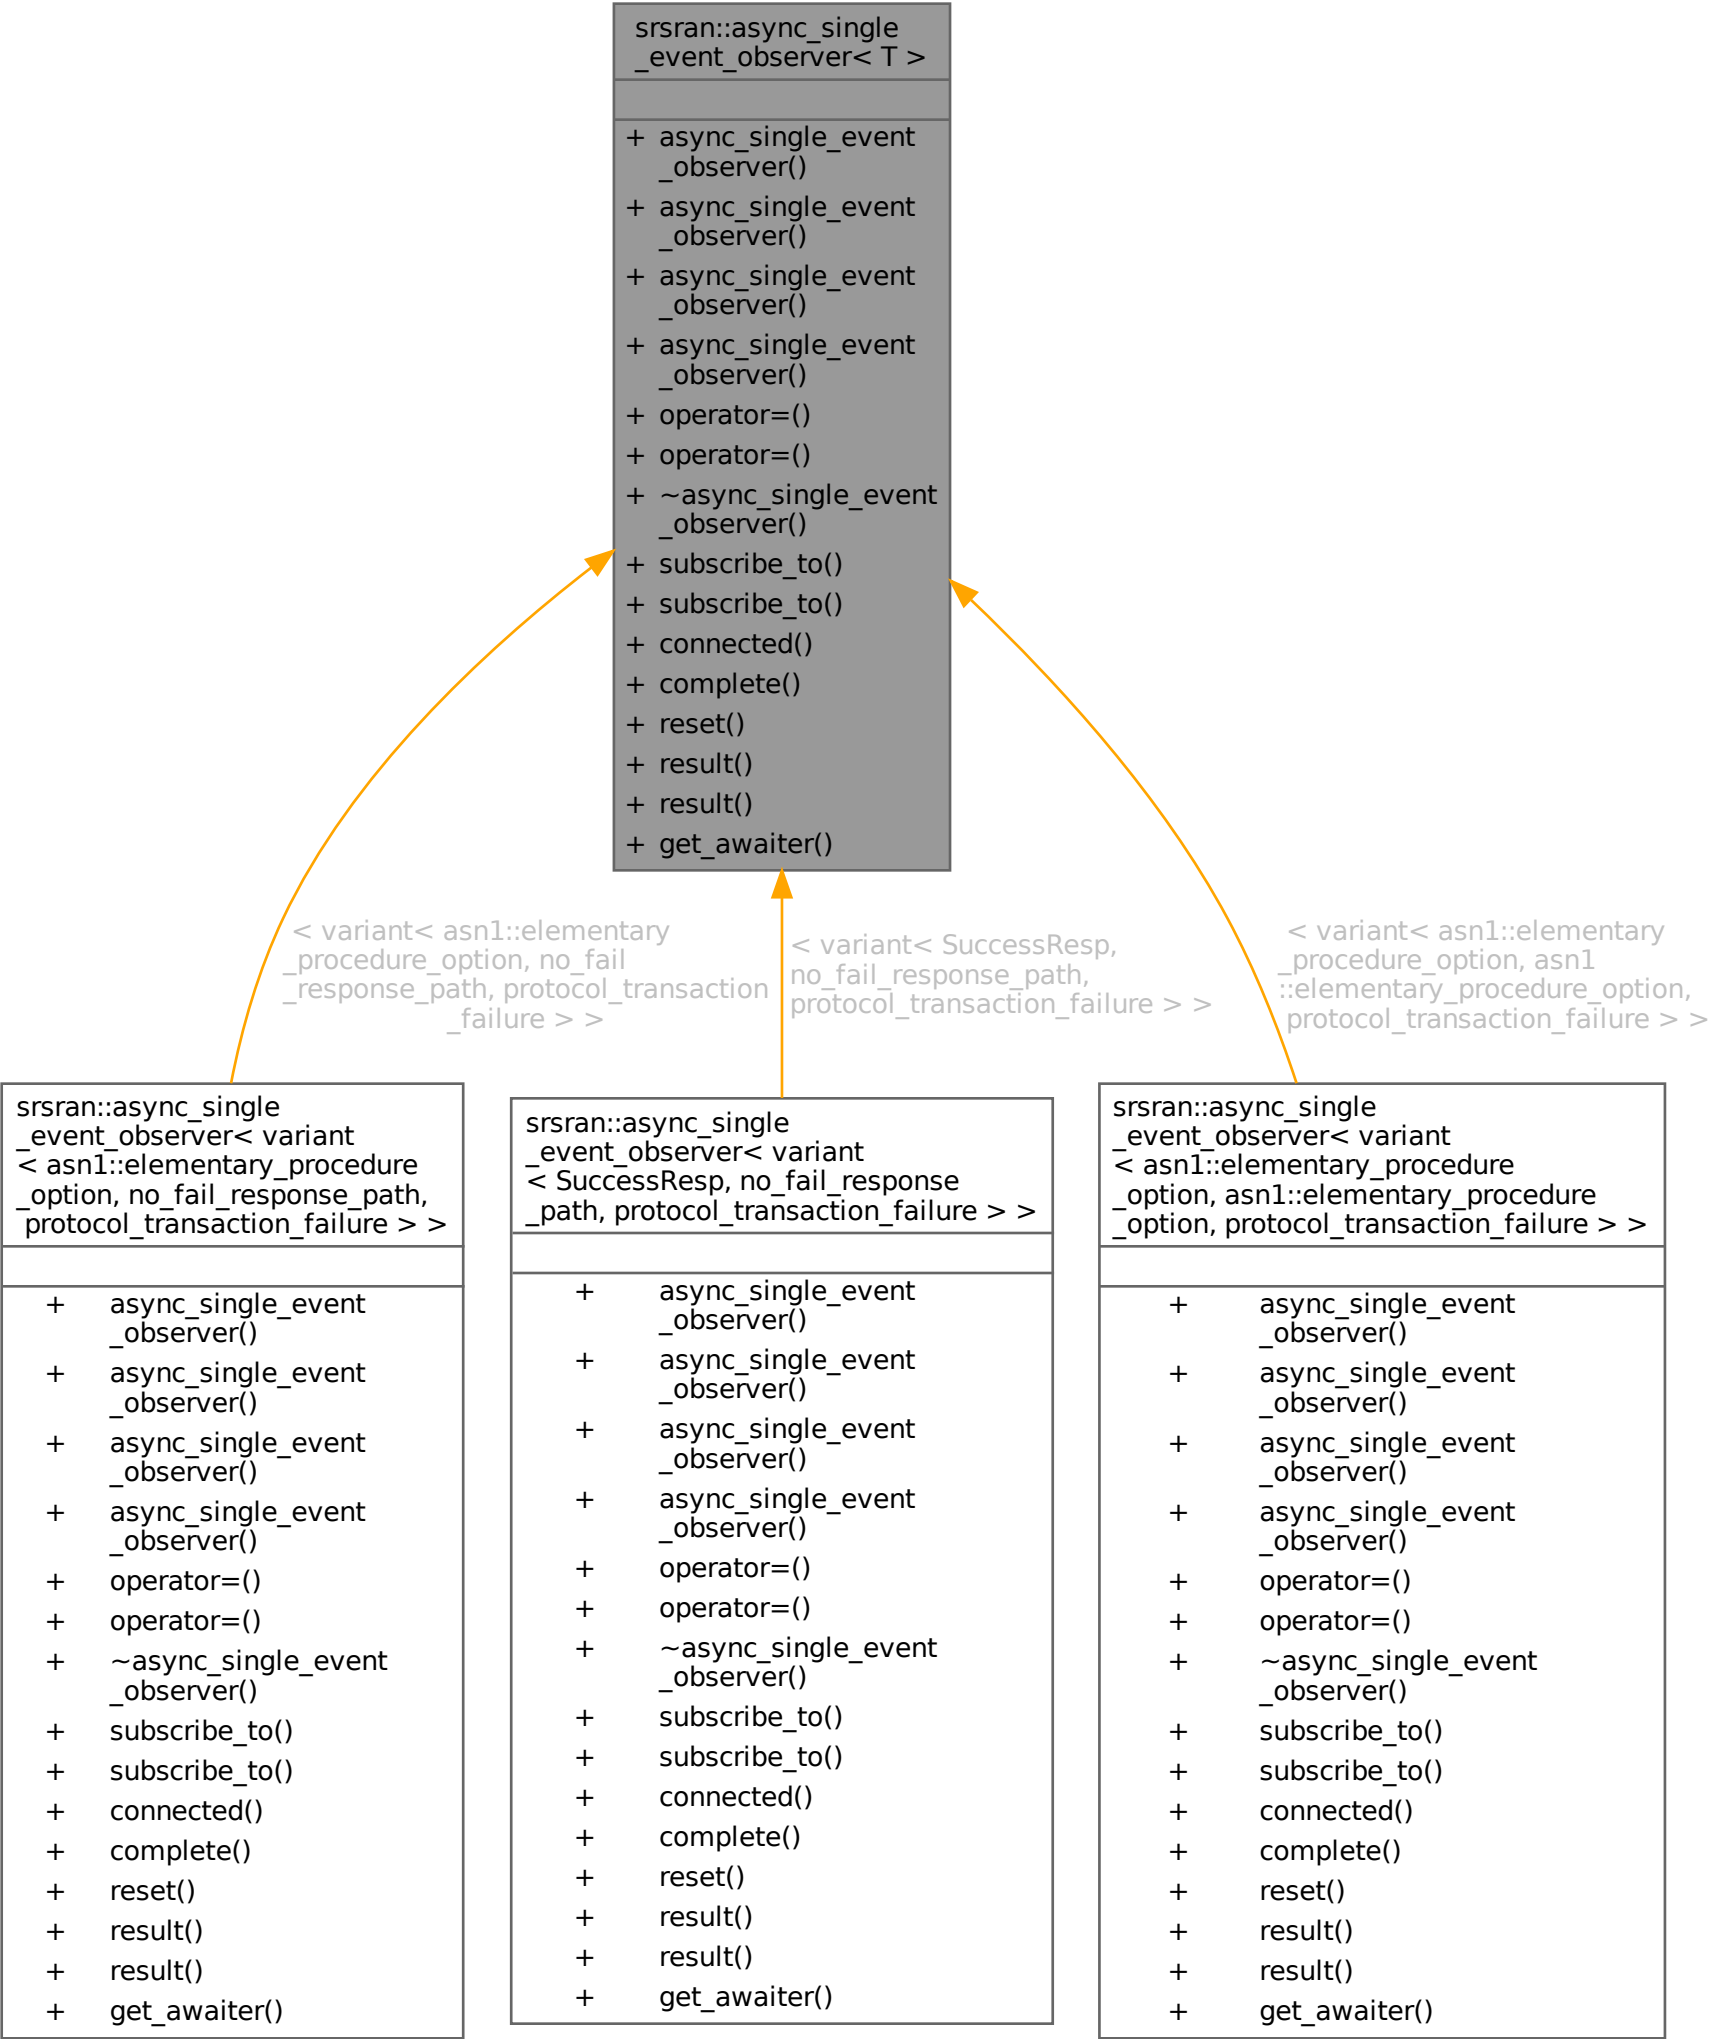 srsran::async_single
_event_observer< T >
+ async_single_event
_observer()
+ async_single_event
_observer()
+ async_single_event
_observer()
+ async_single_event
_observer()
+ operator=()
+ operator=()
+ ~async_single_event
_observer()
+ subscribe_to()
+ subscribe_to()
+ connected()
+ complete()
+ reset()
+ result()
+ result()
+ get_awaiter()
< variant< asn1::elementary
_procedure_option, no_fail
_response_path, protocol_transaction
_failure > >
< variant< SuccessResp,
no_fail_response_path,
protocol_transaction_failure > >
< variant< asn1::elementary
_procedure_option, asn1
::elementary_procedure_option,
protocol_transaction_failure > >
srsran::async_single
_event_observer< variant
< asn1::elementary_procedure
_option, no_fail_response_path,
protocol_transaction_failure > >
+ async_single_event
_observer()
+ async_single_event
_observer()
+ async_single_event
_observer()
+ async_single_event
_observer()
+ operator=()
+ operator=()
+ ~async_single_event
_observer()
+ subscribe_to()
+ subscribe_to()
+ connected()
+ complete()
+ reset()
+ result()
+ result()
+ get_awaiter()
srsran::async_single
_event_observer< variant
< SuccessResp, no_fail_response
_path, protocol_transaction_failure > >
+ async_single_event
_observer()
+ async_single_event
_observer()
+ async_single_event
_observer()
+ async_single_event
_observer()
+ operator=()
+ operator=()
+ ~async_single_event
_observer()
+ subscribe_to()
+ subscribe_to()
+ connected()
+ complete()
+ reset()
+ result()
+ result()
+ get_awaiter()
srsran::async_single
_event_observer< variant
< asn1::elementary_procedure
_option, asn1::elementary_procedure
_option, protocol_transaction_failure > >
+ async_single_event
_observer()
+ async_single_event
_observer()
+ async_single_event
_observer()
+ async_single_event
_observer()
+ operator=()
+ operator=()
+ ~async_single_event
_observer()
+ subscribe_to()
+ subscribe_to()
+ connected()
+ complete()
+ reset()
+ result()
+ result()
+ get_awaiter()